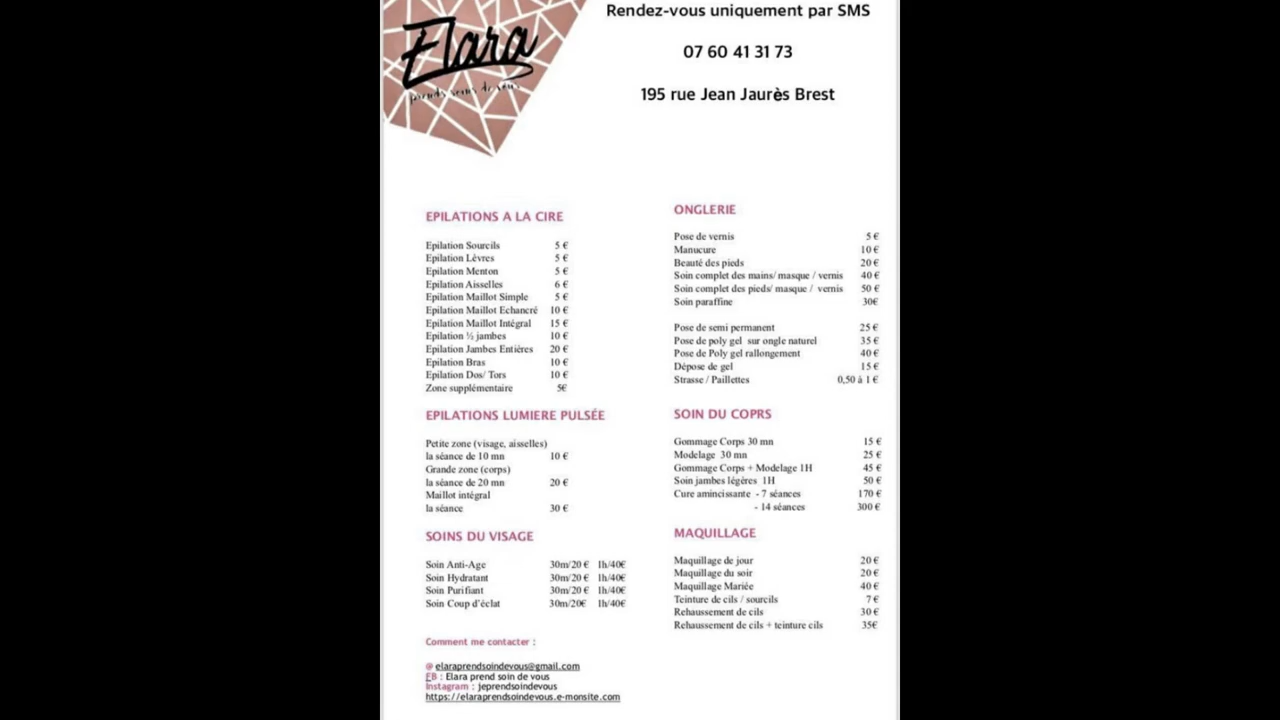 Elara
prends soins de vous
Rendez-vous uniquement par SMS
07 60 41 31 73
195 rue Jean Jaurès Brest
EPILATIONS A LA CIRE
Epilation Sourcils 5 €
Epilation Lèvres 5 €
Epilation Menton 5 €
Epilation Aisselles 6 €
Epilation Maillot Simple 5 €
Epilation Maillot Echancré 10 €
Epilation Maillot Intégral 15 €
Epilation ½ jambes 10 €
Epilation Jambes Entières 20 €
Epilation Bras 10 €
Epilation Dos/ Tors 10 €
Zone supplémentaire 5€
EPILATIONS LUMIERE PULSÉE
Petite zone (visage, aisselles)
la séance de 10 mn 10 €
Grande zone (corps)
la séance de 20 mn 20 €
Maillot intégral
la séance 30 €
SOINS DU VISAGE
Soin Anti-Age 30m/20 € 1h/40€
Soin Hydratant 30m/20 € 1h/40€
Soin Purifiant 30m/20 € 1h/40€
Soin Coup d'éclat 30m/20€ 1h/40€
Comment me contacter :
@ elaraprendsoindevous@gmail.com
FB : Elara prend soin de vous
Instagram : jeprendsoindevous
https://elaraprendsoindevous.e-monsite.com
ONGLERIE
Pose de vernis 5 €
Manucure 10 €
Beauté des pieds 20 €
Soin complet des mains/ masque / vernis 40 €
Soin complet des pieds/ masque / vernis 50 €
Soin paraffine 30€
Pose de semi permanent 25 €
Pose de poly gel sur ongle naturel 35 €
Pose de Poly gel rallongement 40 €
Dépose de gel 15 €
Strasse / Paillettes 0,50 à 1 €
SOIN DU COPRS
Gommage Corps 30 mn 15 €
Modelage 30 mn 25 €
Gommage Corps + Modelage 1H 45 €
Soin jambes légères 1H 50 €
Cure amincissante - 7 séances 170 €
- 14 séances 300 €
MAQUILLAGE
Maquillage de jour 20 €
Maquillage du soir 20 €
Maquillage Mariée 40 €
Teinture de cils / sourcils 7 €
Rehaussement de cils 30 €
Rehaussement de cils + teinture cils 35€